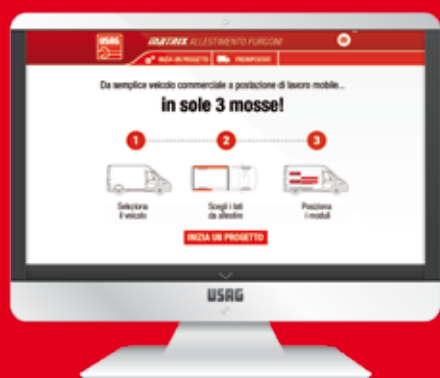 USAG
MATRIX ALLESTIMENTO FURGONI
INIZIA UN PROGETTO
Da semplice veicolo commerciale a postazione di lavoro mobile...
in sole 3 mosse!
1 2 3
Seleziona
il veicolo
Scegli i lati
da allestire
Posiziona
i moduli
INIZIA UN PROGETTO
USAG